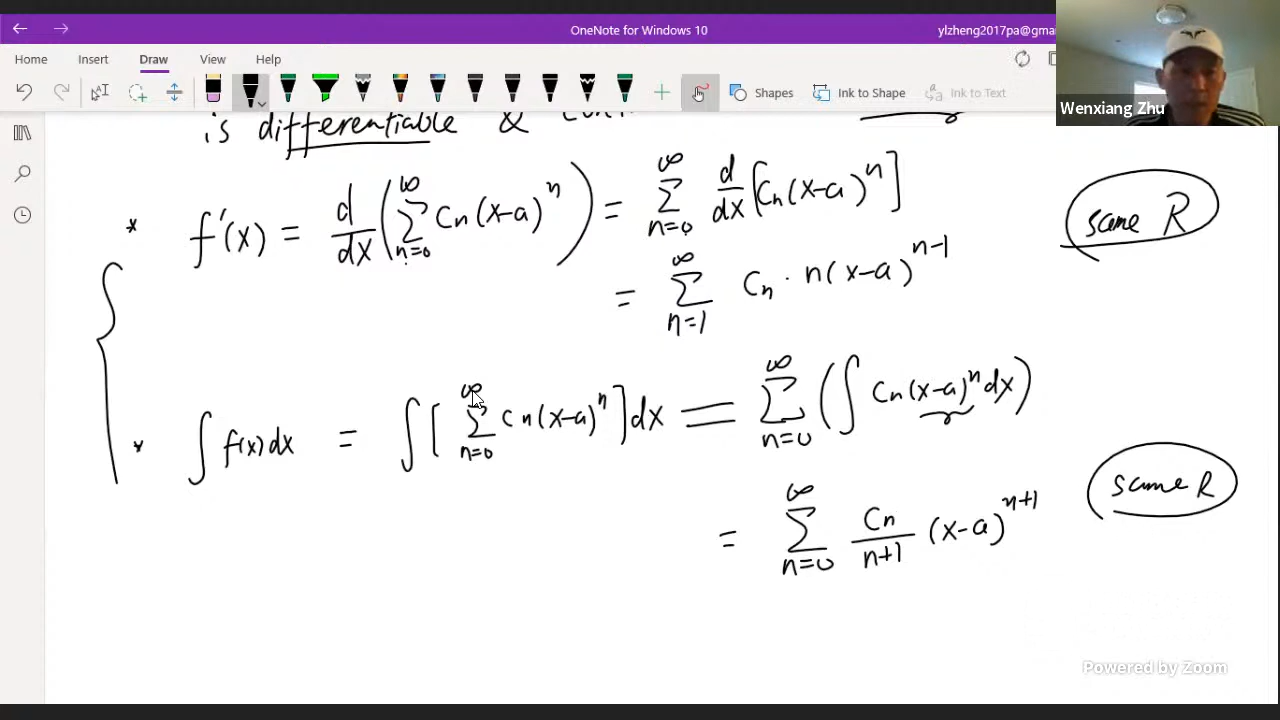 OneNote for Windows 10
ylzheng2017pa@gma
Home Insert Draw View Help
Shapes Ink to Shape Ink to Text
Wenxiang Zhu
is differentiable &
* f'(x) = d/dx ( ∑_{n=0}^{∞} Cn (x-a)^n ) = ∑_{n=0}^{∞} d/dx [Cn (x-a)^n] same R
= ∑_{n=1}^{∞} Cn · n (x-a)^{n-1}
* ∫ f(x) dx = ∫ [ ∑_{n=0}^{∞} Cn (x-a)^n ] dx = ∑_{n=0}^{∞} ( ∫ Cn (x-a)^n dx )
= ∑_{n=0}^{∞} Cn/(n+1) (x-a)^{n+1} same R
Powered by Zoom